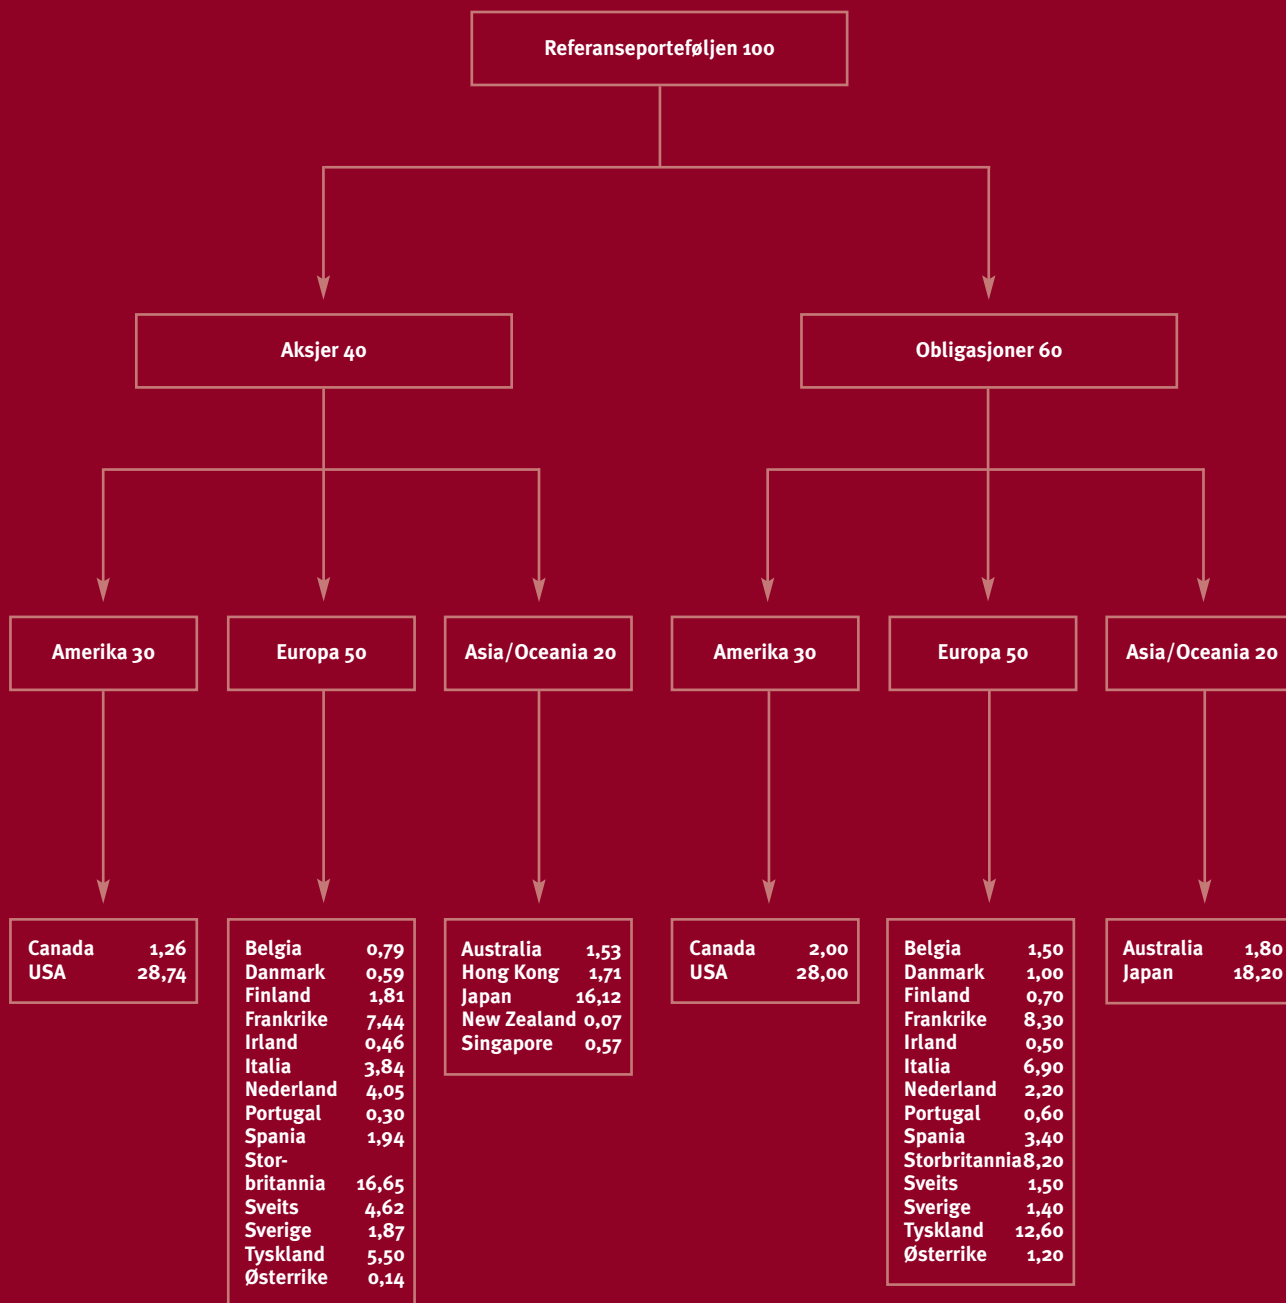 Referanseporteføljen 100
Aksjer 40
Obligasjoner 60
Amerika 30
Europa 50
Asia/Oceania 20
Amerika 30
Europa 50
Asia/Oceania 20
Canada 1,26
USA 28,74
Belgia 0,79
Danmark 0,59
Finland 1,81
Frankrike 7,44
Irland 0,46
Italia 3,84
Nederland 4,05
Portugal 0,30
Spania 1,94
Stor-
britannia 16,65
Sveits 4,62
Sverige 1,87
Tyskland 5,50
Østerrike 0,14
Australia 1,53
Hong Kong 1,71
Japan 16,12
New Zealand 0,07
Singapore 0,57
Canada 2,00
USA 28,00
Belgia 1,50
Danmark 1,00
Finland 0,70
Frankrike 8,30
Irland 0,50
Italia 6,90
Nederland 2,20
Portugal 0,60
Spania 3,40
Storbritannia 8,20
Sveits 1,50
Sverige 1,40
Tyskland 12,60
Østerrike 1,20
Australia 1,80
Japan 18,20